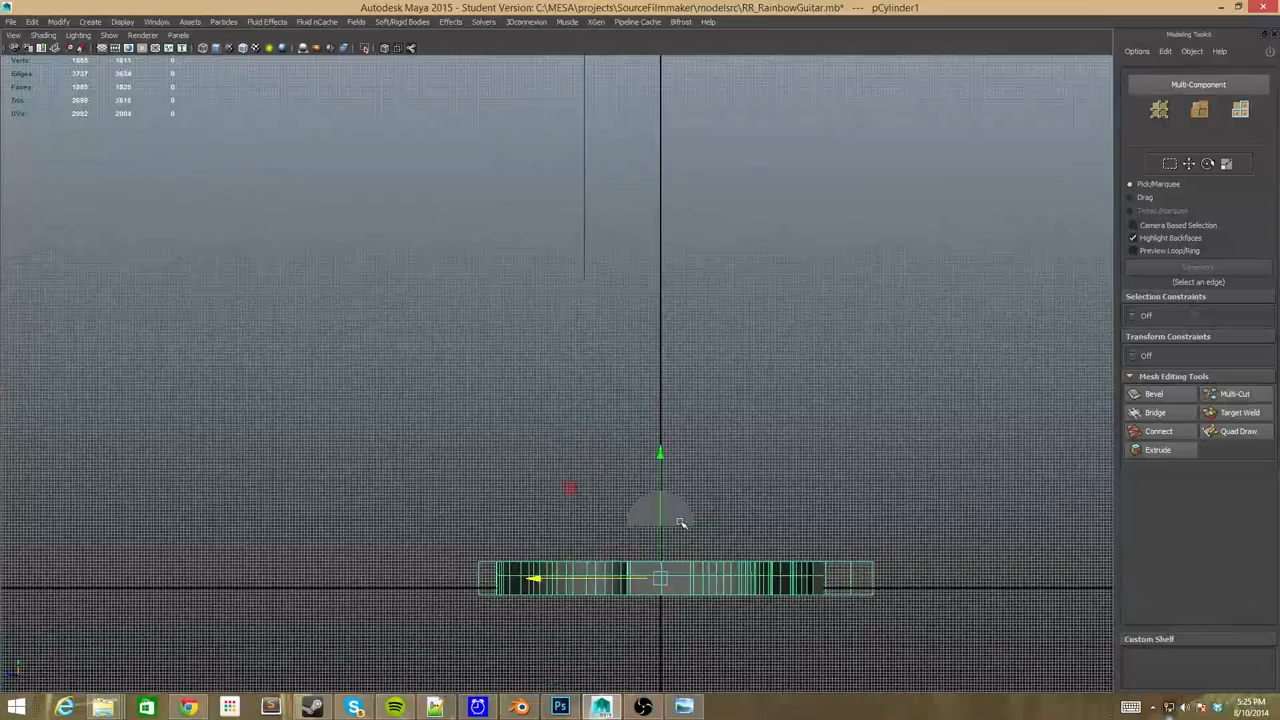 Autodesk Maya 2015 - Student Version: C:\MESA\projects\SourceFilmmaker\modelsrc\RR_RainbowGuitar.mb* --- pCylinder1
File Edit Modify Create Display Window Assets Particles Fluid Effects Fluid nCache Fields Soft/Rigid Bodies Effects Solvers 3Dconnexion Muscle XGen Pipeline Cache Bifrost Help
View Shading Lighting Show Renderer Panels
Verts: 1855 1811 0
Edges: 3737 3634 0
Faces: 1885 1825 0
Tris: 3693 3618 0
UVs: 2092 2004 0
Modeling Toolkit
Options Edit Object Help
Multi-Component
Pick/Marquee
Drag
Tweak/Marquee
Camera Based Selection
Highlight Backfaces
Preview Loop/Ring
Symmetry
(Select an edge)
Selection Constraints
Off
Transform Constraints
Off
Mesh Editing Tools
Bevel Multi-Cut
Bridge Target Weld
Connect Quad Draw
Extrude
Custom Shelf
5:25 PM
8/10/2014